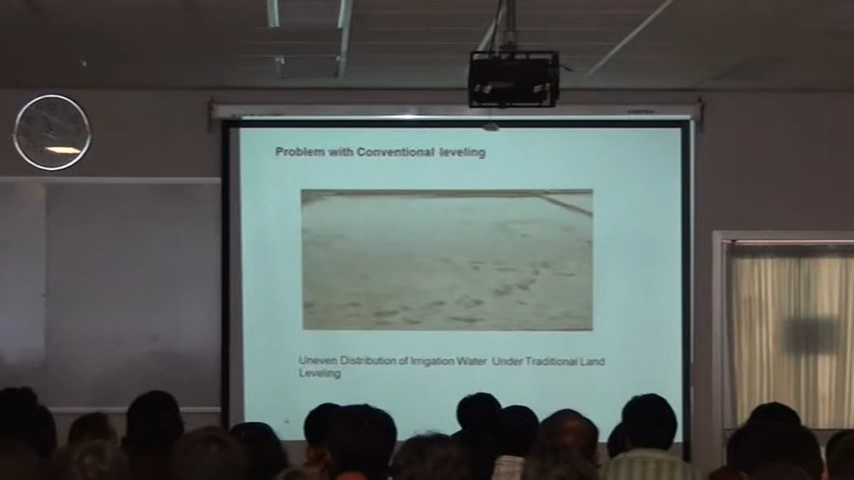 Problem with Conventional leveling
Uneven Distribution of Irrigation Water Under Traditional Land
Leveling